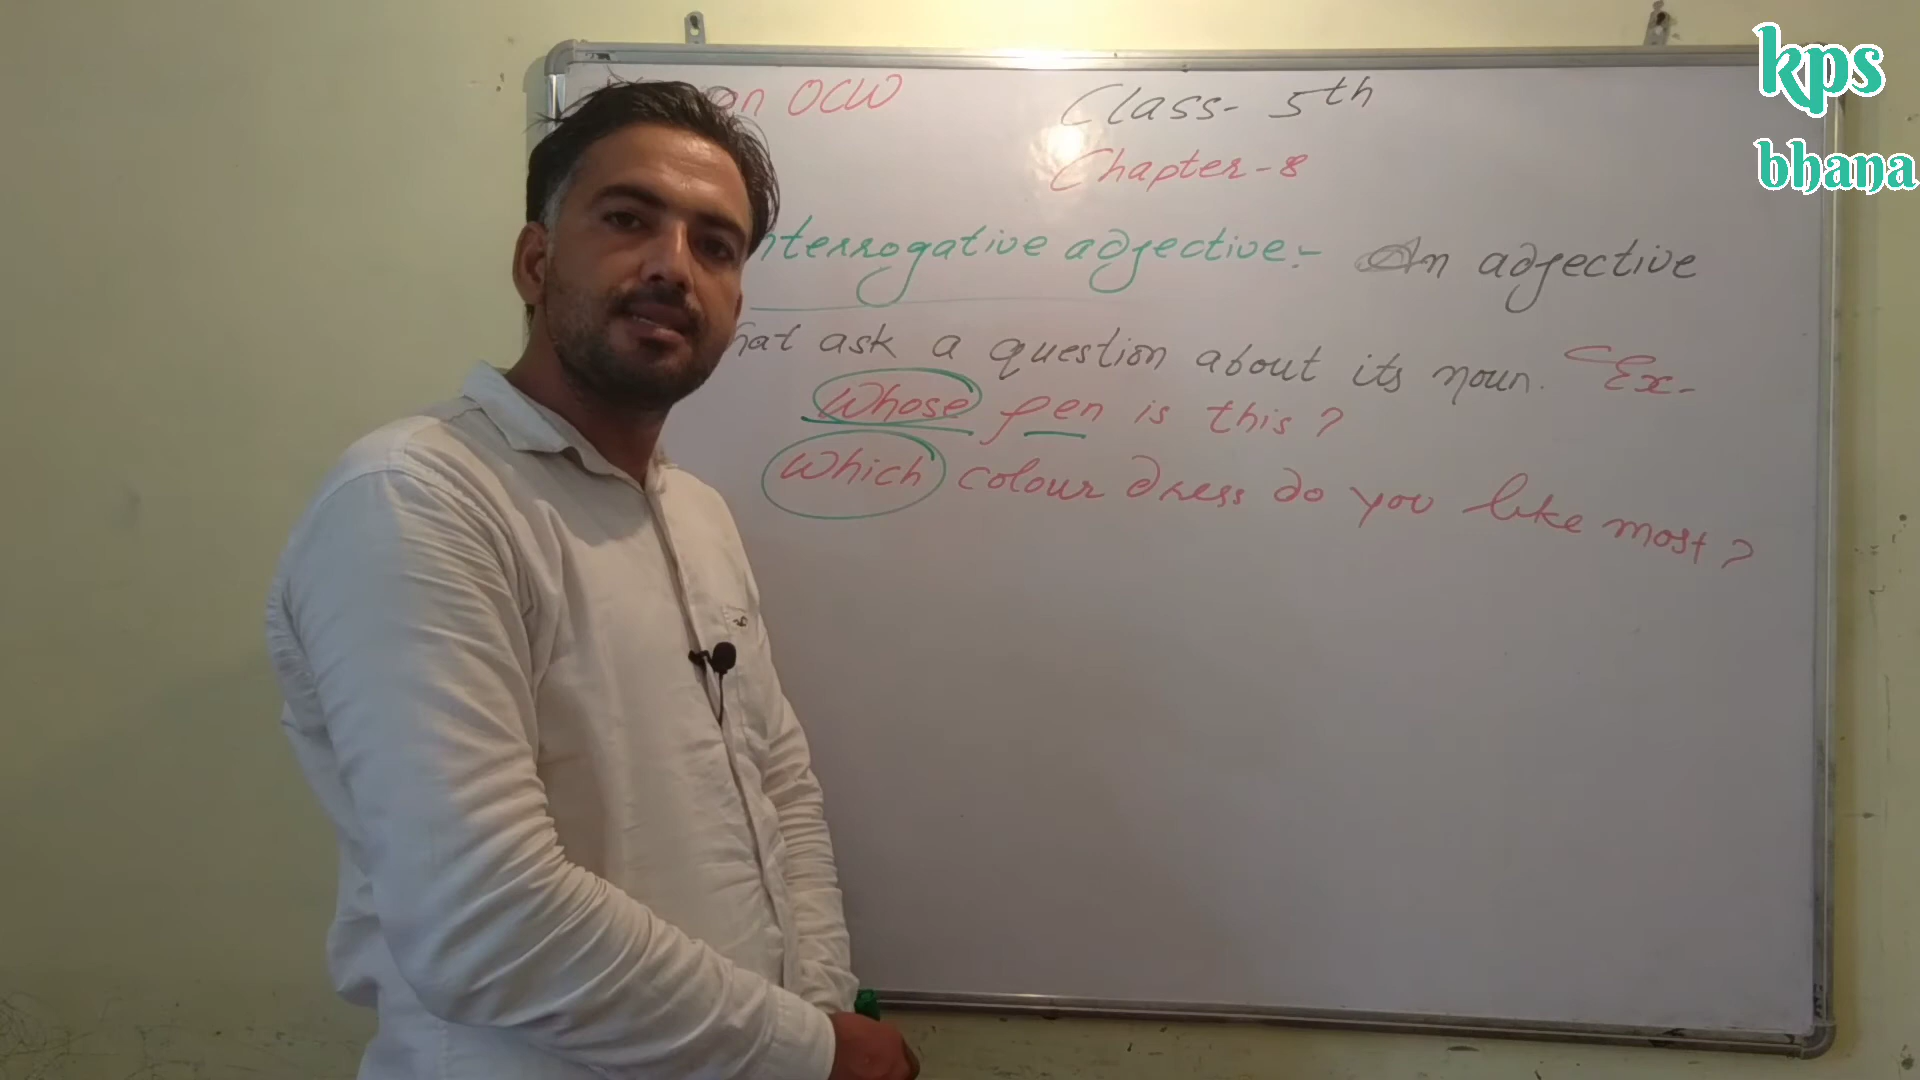 OCW
Class- 5th
Chapter-8
nterrogative adjective:- An adjective
hat ask a question about its noun. Ex-
Whose pen is this ?
Which colour dress do you like most ?
kps
bhana